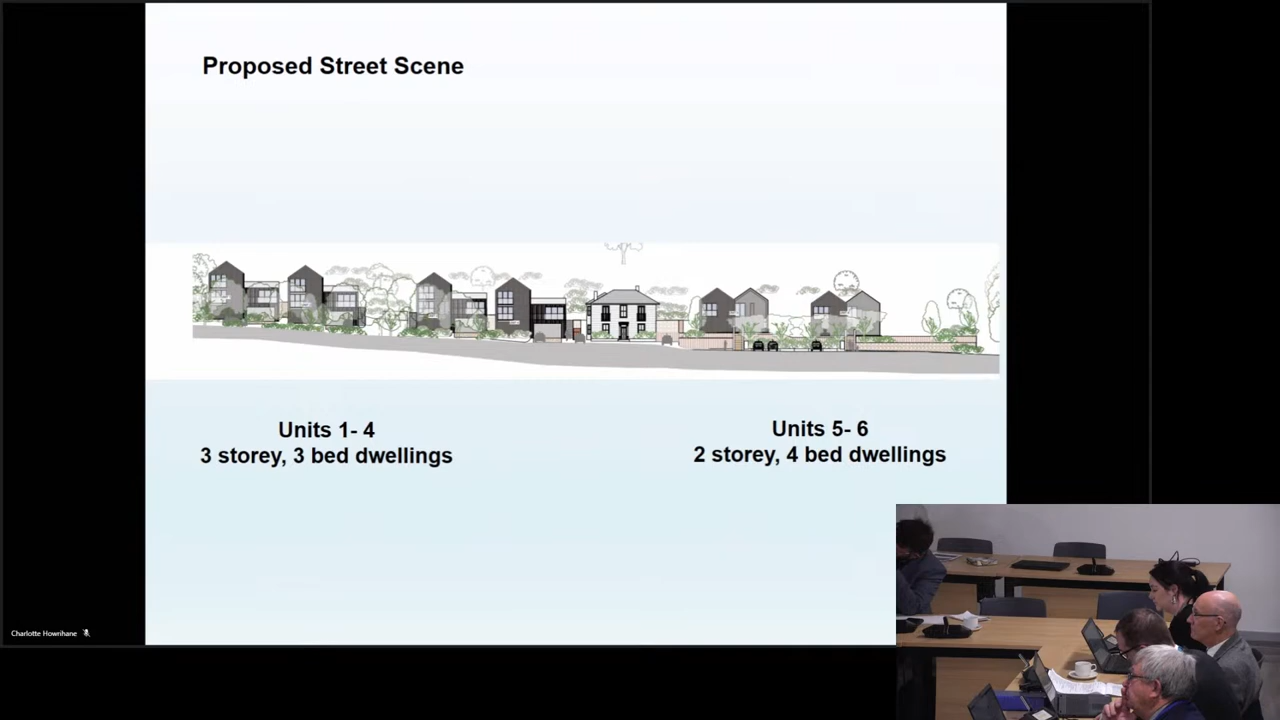 Proposed Street Scene
Units 1- 4
3 storey, 3 bed dwellings
Units 5- 6
2 storey, 4 bed dwellings
Charlotte Howrihane